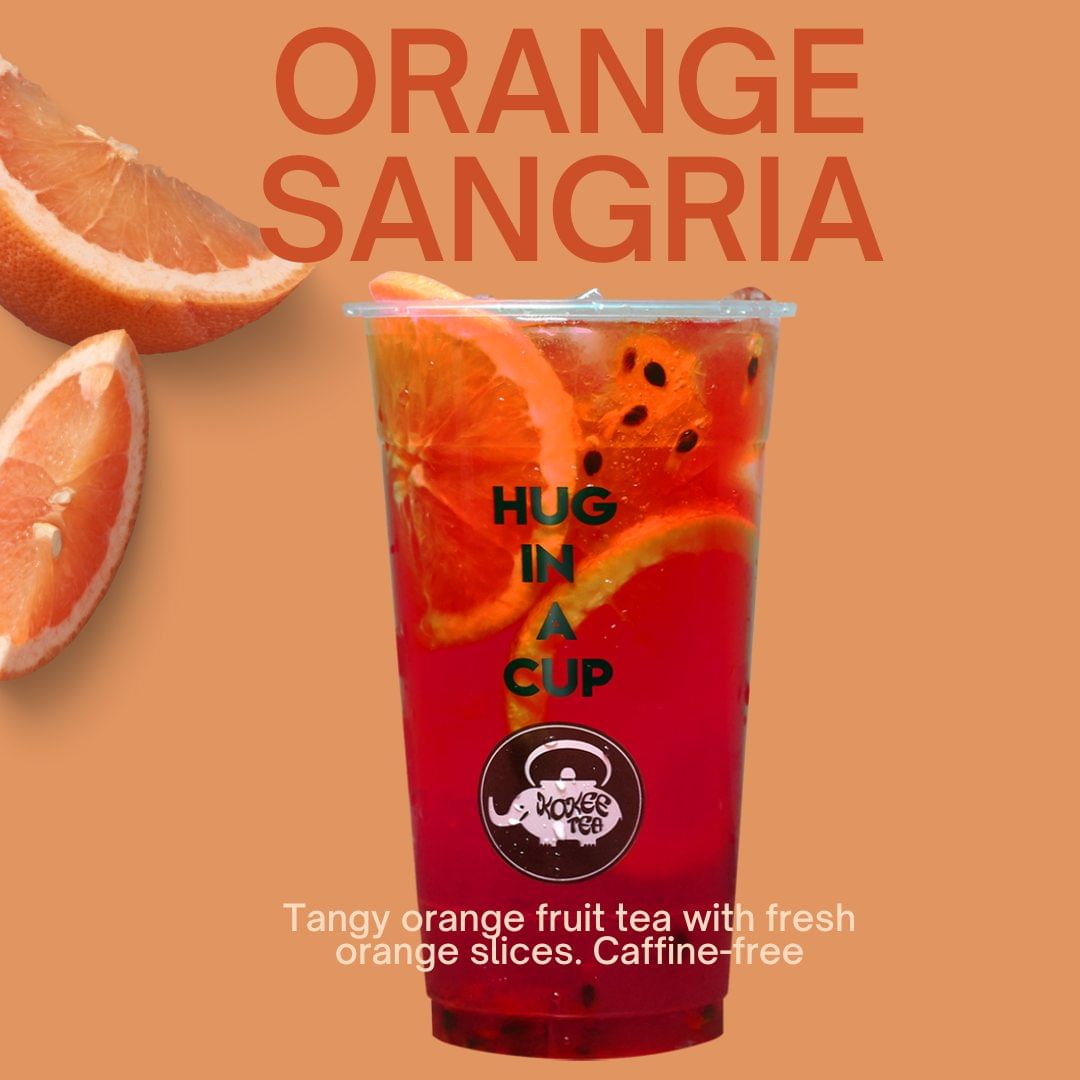 ORANGE
SANGRIA
HUG
IN
A
CUP
KOKEE
TEA
Tangy orange fruit tea with fresh
orange slices. Caffine-free